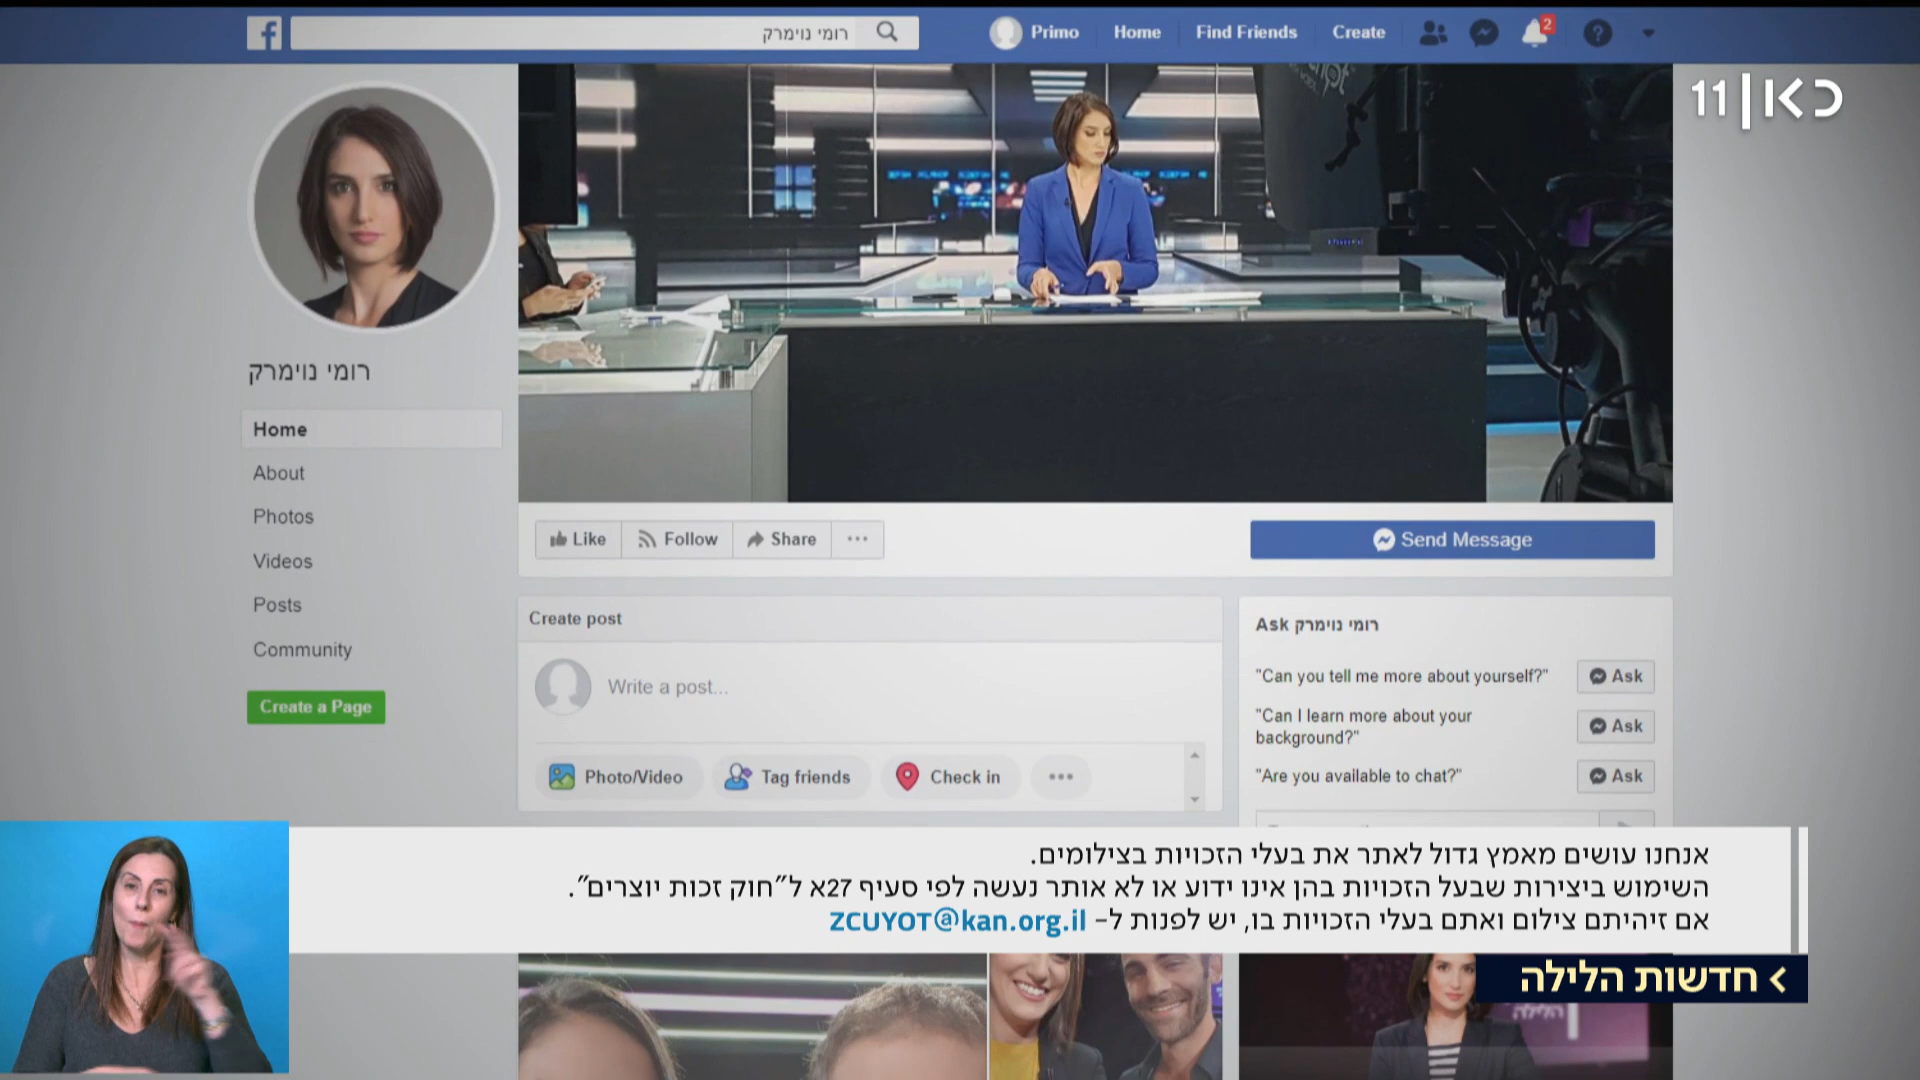 רומי נוימרק
Primo
Home
Find Friends
Create
2
כאן 11
רומי נוימרק
Home
About
Photos
Videos
Posts
Community
Create a Page
Like
Follow
Share
Send Message
Create post
Write a post...
Photo/Video
Tag friends
Check in
Ask רומי נוימרק
"Can you tell me more about yourself?"
Ask
"Can I learn more about your
background?"
Ask
"Are you available to chat?"
Ask
אנחנו עושים מאמץ גדול לאתר את בעלי הזכויות בצילומים.
השימוש ביצירות שבעל הזכויות בהן אינו ידוע או לא אותר נעשה לפי סעיף 27א ל״חוק זכות יוצרים״.
אם זיהיתם צילום ואתם בעלי הזכויות בו, יש לפנות ל- ZCUYOT@kan.org.il
חדשות הלילה